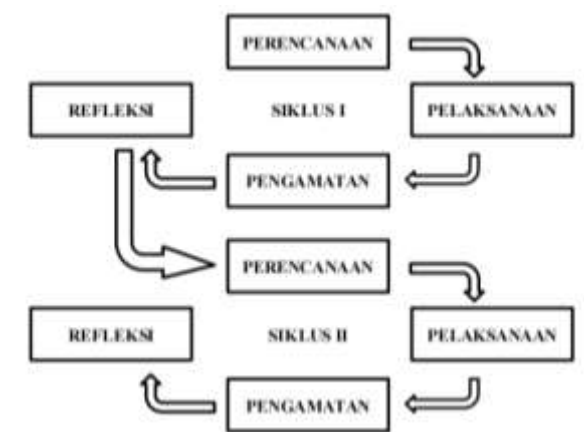 PERENCANAAN
REFLEKSI
SIKLUS I
PELAKSANAAN
PENGAMATAN
PERENCANAAN
REFLEKSI
SIKLUS II
PELAKSANAAN
PENGAMATAN